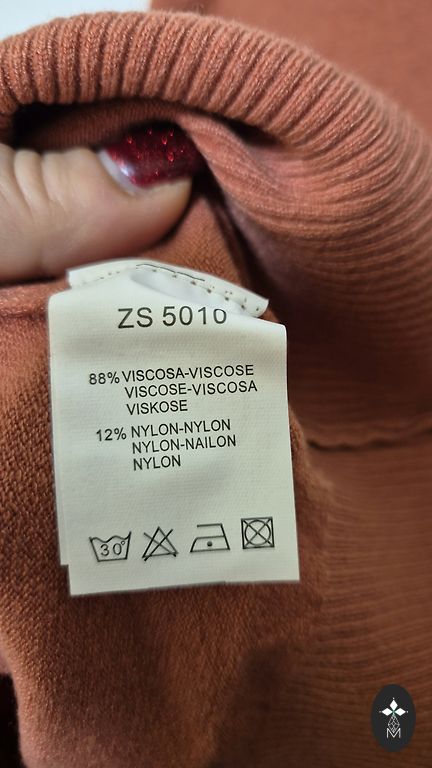 ZS 5010
88% VISCOSA-VISCOSE
VISCOSE-VISCOSA
VISKOSE
12% NYLON-NYLON
NYLON-NAILON
NYLON
30°
M